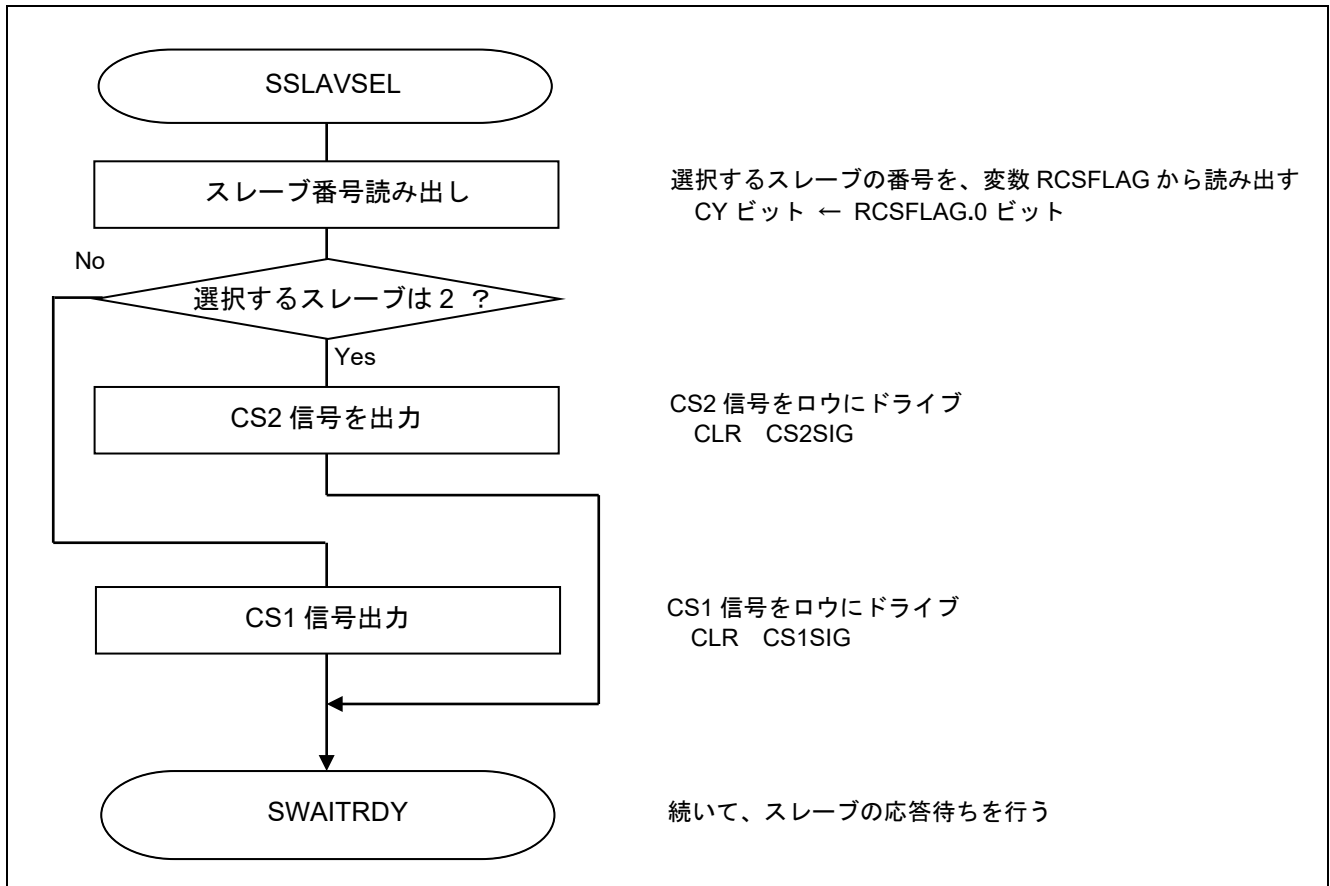 SSLAVSEL
スレーブ番号読み出し
選択するスレーブの番号を、変数 RCSFLAG から読み出す
CY ビット ← RCSFLAG.0 ビット
No
選択するスレーブは 2 ？
Yes
CS2 信号を出力
CS2 信号をロウにドライブ
CLR CS2SIG
CS1 信号出力
CS1 信号をロウにドライブ
CLR CS1SIG
SWAITRDY
続いて、スレーブの応答待ちを行う